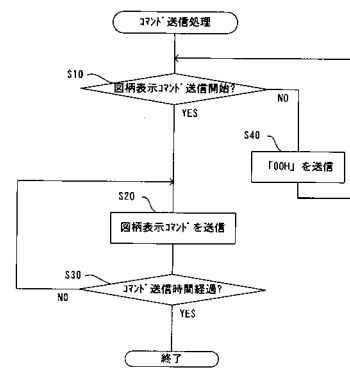 コマンド送信処理
S10
図柄表示コマンド送信開始?
NO
YES
S40
「00H」を送信
S20
図柄表示コマンドを送信
S30
コマンド送信時間経過?
NO
YES
終了